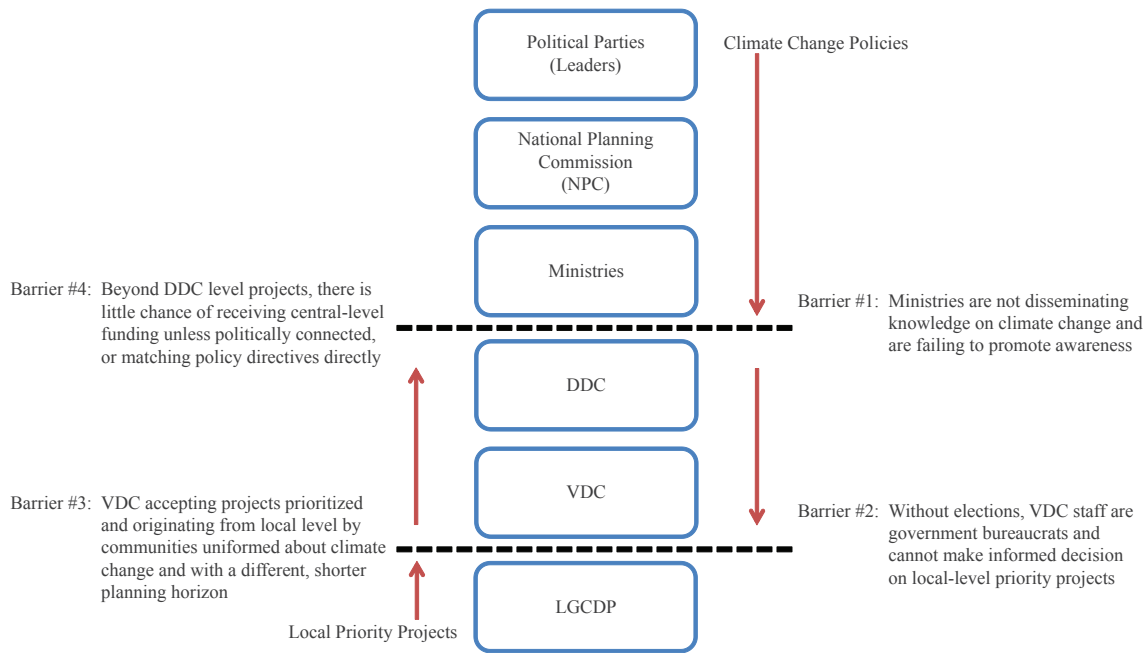 Political Parties
(Leaders)
Climate Change Policies
National Planning
Commission
(NPC)
Ministries
Barrier #4: Beyond DDC level projects, there is
little chance of receiving central-level
funding unless politically connected,
or matching policy directives directly
Barrier #1: Ministries are not disseminating
knowledge on climate change and
are failing to promote awareness
DDC
VDC
Barrier #3: VDC accepting projects prioritized
and originating from local level by
communities uniformed about climate
change and with a different, shorter
planning horizon
Barrier #2: Without elections, VDC staff are
government bureaucrats and
cannot make informed decision
on local-level priority projects
LGCDP
Local Priority Projects